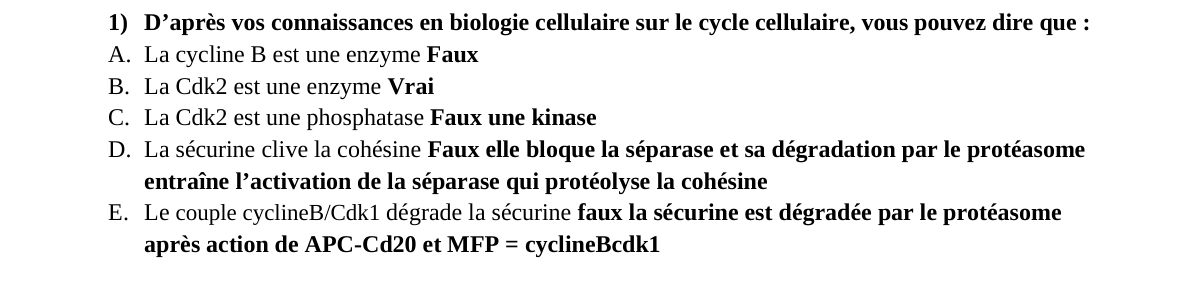 1) D’après vos connaissances en biologie cellulaire sur le cycle cellulaire, vous pouvez dire que :
A. La cycline B est une enzyme Faux
B. La Cdk2 est une enzyme Vrai
C. La Cdk2 est une phosphatase Faux une kinase
D. La sécurine clive la cohésine Faux elle bloque la séparase et sa dégradation par le protéasome
entraîne l’activation de la séparase qui protéolyse la cohésine
E. Le couple cyclineB/Cdk1 dégrade la sécurine faux la sécurine est dégradée par le protéasome
après action de APC-Cd20 et MFP = cyclineBcdk1